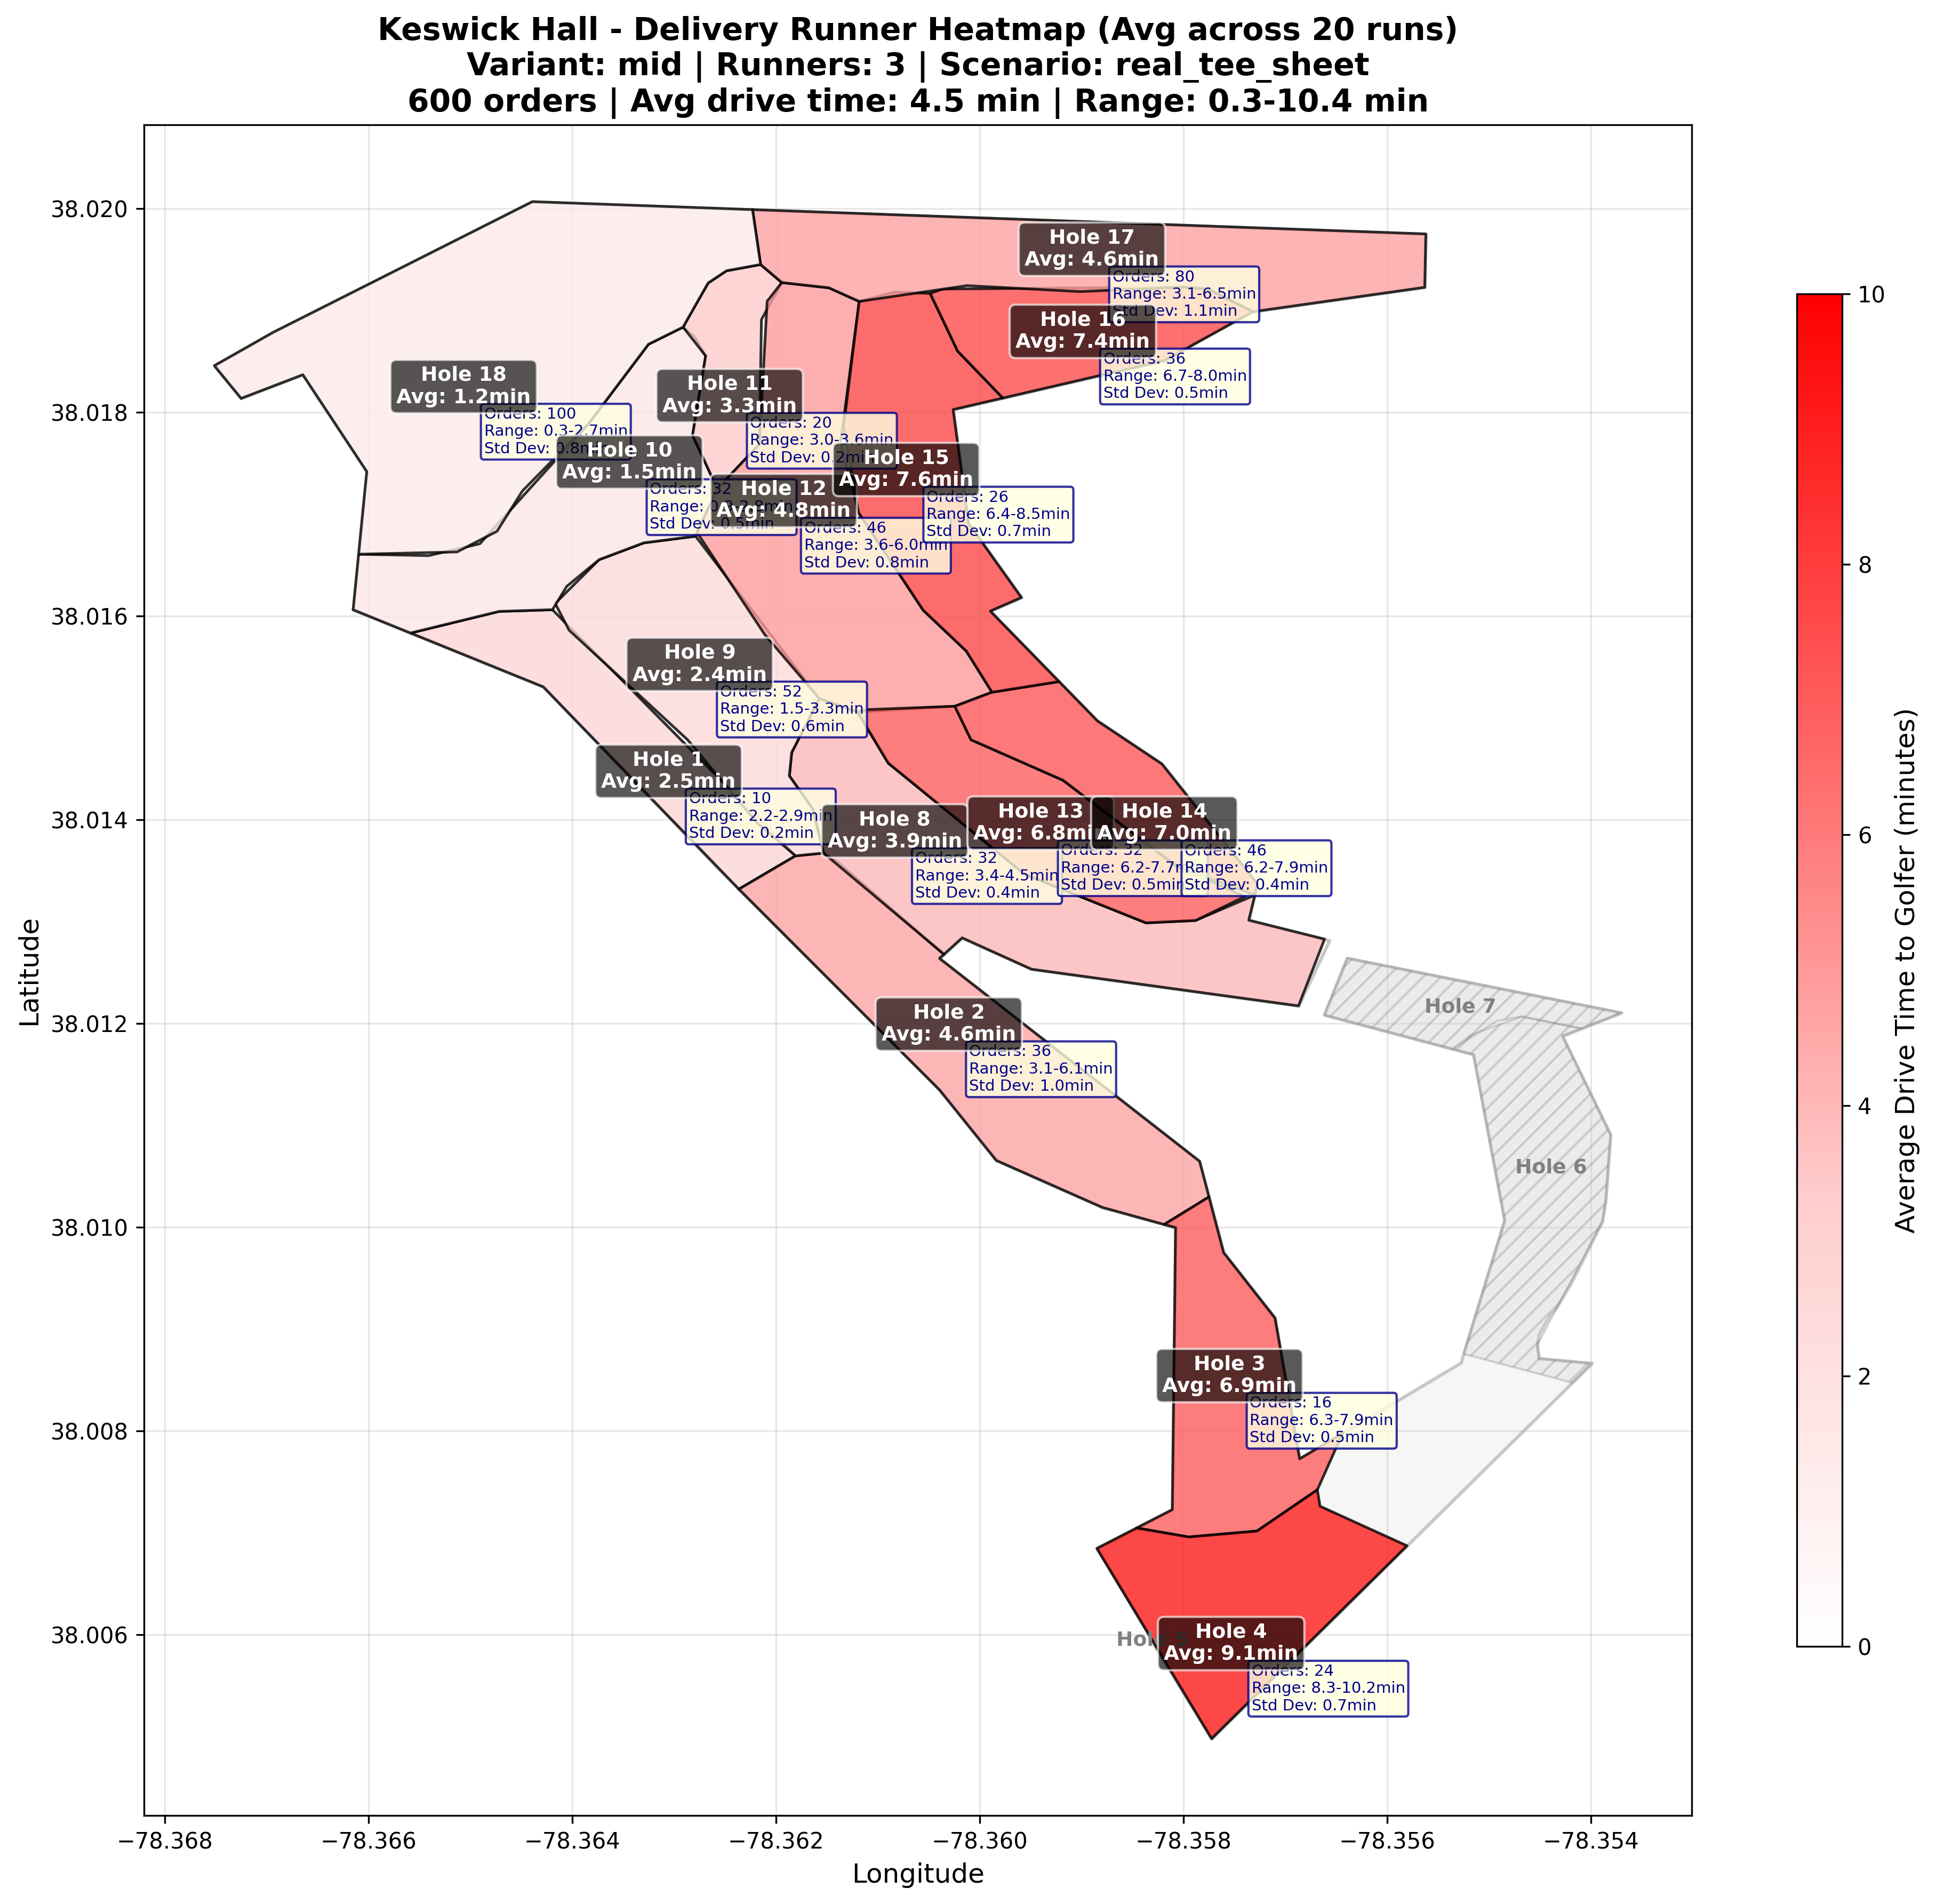 Keswick Hall - Delivery Runner Heatmap (Avg across 20 runs)
Variant: mid | Runners: 3 | Scenario: real_tee_sheet
600 orders | Avg drive time: 4.5 min | Range: 0.3-10.4 min
Latitude
38.020
38.018
38.016
38.014
38.012
38.010
38.008
38.006
Hole 17
Avg: 4.6min
Orders: 80
Range: 3.1-6.5min
Std Dev: 1.1min
Hole 16
Avg: 7.4min
Orders: 36
Range: 6.7-8.0min
Std Dev: 0.5min
Hole 18
Avg: 1.2min
Orders: 100
Range: 0.3-2.7min
Std Dev: 0.8min
Hole 11
Avg: 3.3min
Orders: 20
Range: 3.0-3.6min
Std Dev: 0.2min
Hole 10
Avg: 1.5min
Orders: 32
Range:
Std Dev: 0.5min
Hole 15
Avg: 7.6min
Orders: 26
Range: 6.4-8.5min
Std Dev: 0.7min
Hole 12
Avg: 4.8min
Orders: 46
Range: 3.6-6.0min
Std Dev: 0.8min
Hole 9
Avg: 2.4min
Orders: 52
Range: 1.5-3.3min
Std Dev: 0.6min
Hole 1
Avg: 2.5min
Orders: 10
Range: 2.2-2.9min
Std Dev: 0.2min
Hole 8
Avg: 3.9min
Orders: 32
Range: 3.4-4.5min
Std Dev: 0.4min
Hole 13
Avg: 6.8min
Orders: 32
Range: 6.2-7.7min
Std Dev: 0.5min
Hole 14
Avg: 7.0min
Orders: 46
Range: 6.2-7.9min
Std Dev: 0.4min
Hole 7
Hole 2
Avg: 4.6min
Orders: 36
Range: 3.1-6.1min
Std Dev: 1.0min
Hole 6
Hole 3
Avg: 6.9min
Orders: 16
Range: 6.3-7.9min
Std Dev: 0.5min
Hole 5
Hole 4
Avg: 9.1min
Orders: 24
Range: 8.3-10.2min
Std Dev: 0.7min
−78.368
−78.366
−78.364
−78.362
−78.360
−78.358
−78.356
−78.354
Longitude
10
8
6
4
2
0
Average Drive Time to Golfer (minutes)